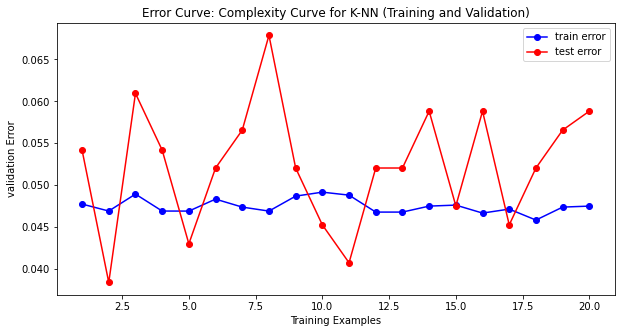 Error Curve: Complexity Curve for K-NN (Training and Validation)
train error
test error
validation Error
0.065
0.060
0.055
0.050
0.045
0.040
2.5 5.0 7.5 10.0 12.5 15.0 17.5 20.0
Training Examples